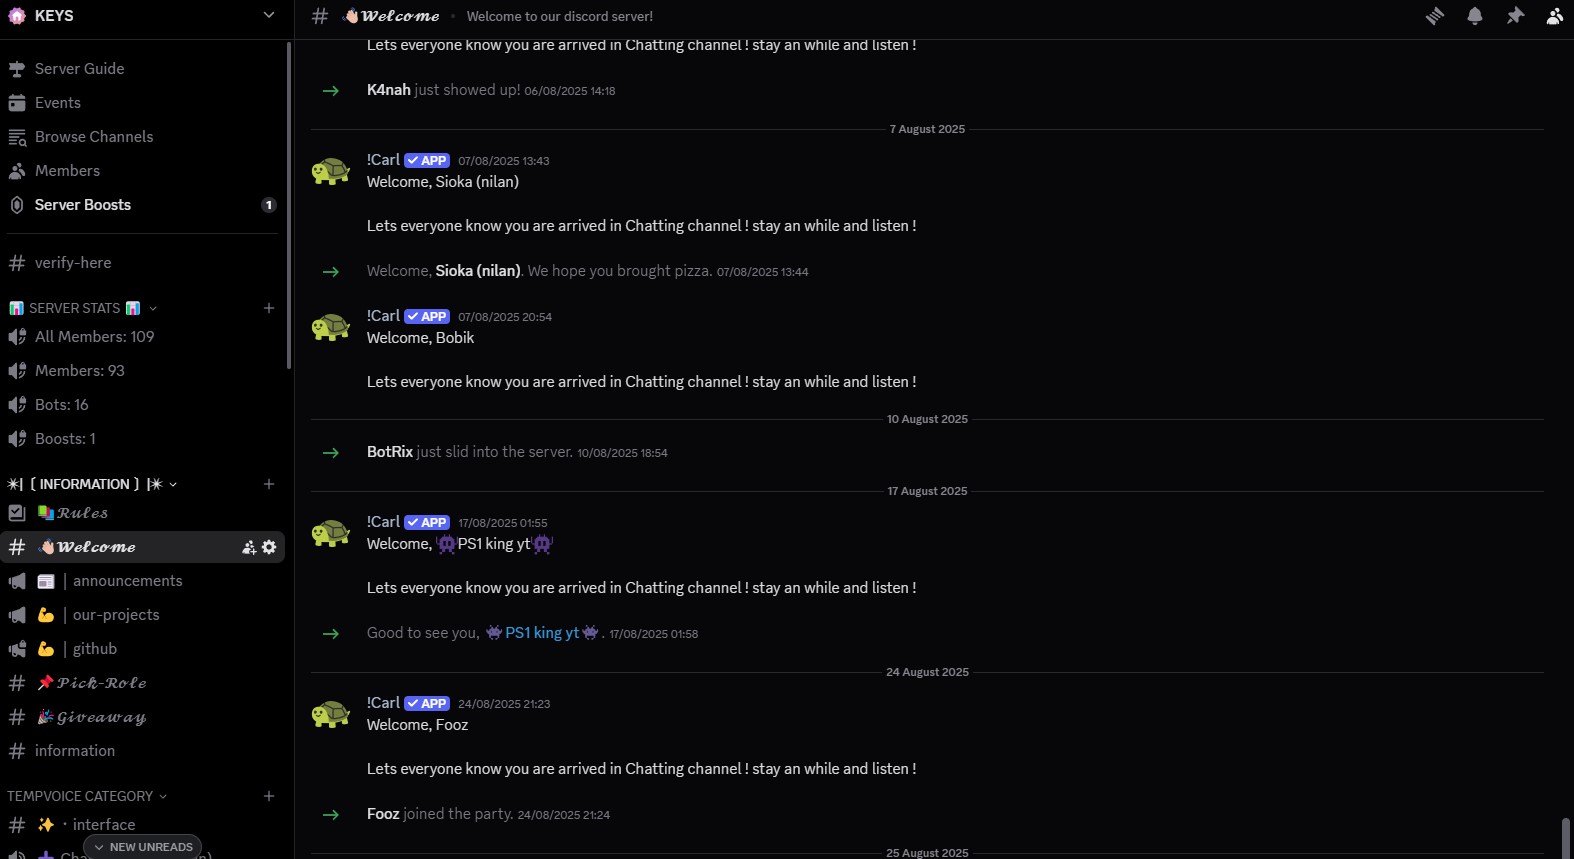 KEYS
Server Guide
Events
Browse Channels
Members
Server Boosts
1
verify-here
📊 SERVER STATS 📊
All Members: 109
Members: 93
Bots: 16
Boosts: 1
✴| 〔 INFORMATION 〕 |✴
📚 𝓡𝓾𝓵𝓮𝓼
👋🏻 𝓦𝓮𝓵𝓬𝓸𝓶𝓮
📰 | announcements
💪 | our-projects
💪 | github
📌 𝓟𝓲𝓬𝓴-𝓡𝓸𝓵𝓮
🎉 𝓖𝓲𝓿𝓮𝓪𝔀𝓪𝔂
information
TEMPVOICE CATEGORY
✨・interface
NEW UNREADS
👋🏻 𝓦𝓮𝓵𝓬𝓸𝓶𝓮 • Welcome to our discord server!
Lets everyone know you are arrived in Chatting channel ! stay an while and listen !
K4nah just showed up! 06/08/2025 14:18
7 August 2025
!Carl ✓ APP 07/08/2025 13:43
Welcome, Sioka (nilan)
Lets everyone know you are arrived in Chatting channel ! stay an while and listen !
Welcome, Sioka (nilan). We hope you brought pizza. 07/08/2025 13:44
!Carl ✓ APP 07/08/2025 20:54
Welcome, Bobik
Lets everyone know you are arrived in Chatting channel ! stay an while and listen !
10 August 2025
BotRix just slid into the server. 10/08/2025 18:54
17 August 2025
!Carl ✓ APP 17/08/2025 01:55
Welcome, 👾PS1 king yt👾
Lets everyone know you are arrived in Chatting channel ! stay an while and listen !
Good to see you, 👾PS1 king yt👾. 17/08/2025 01:58
24 August 2025
!Carl ✓ APP 24/08/2025 21:23
Welcome, Fooz
Lets everyone know you are arrived in Chatting channel ! stay an while and listen !
Fooz joined the party. 24/08/2025 21:24
25 August 2025